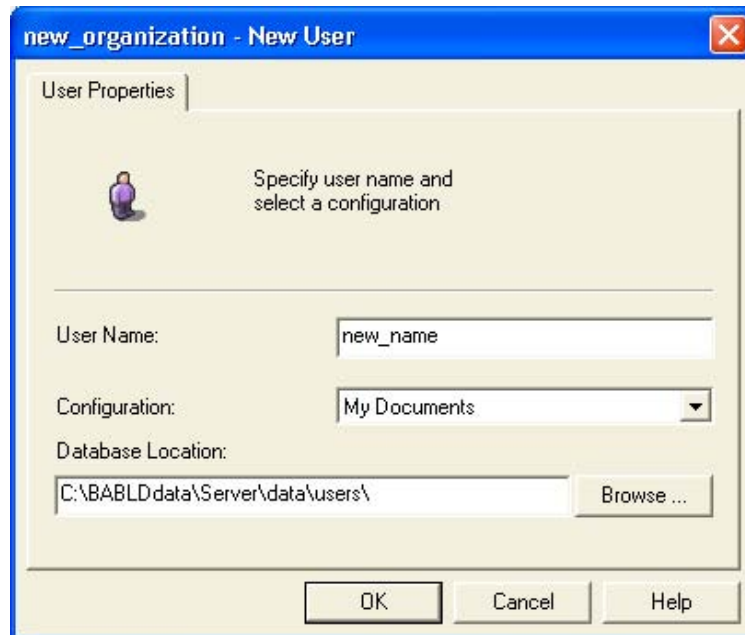 new_organization - New User
User Properties
Specify user name and
select a configuration
User Name:
new_name
Configuration:
My Documents
Database Location:
C:\BABLDdata\Server\data\users\
Browse ...
OK
Cancel
Help